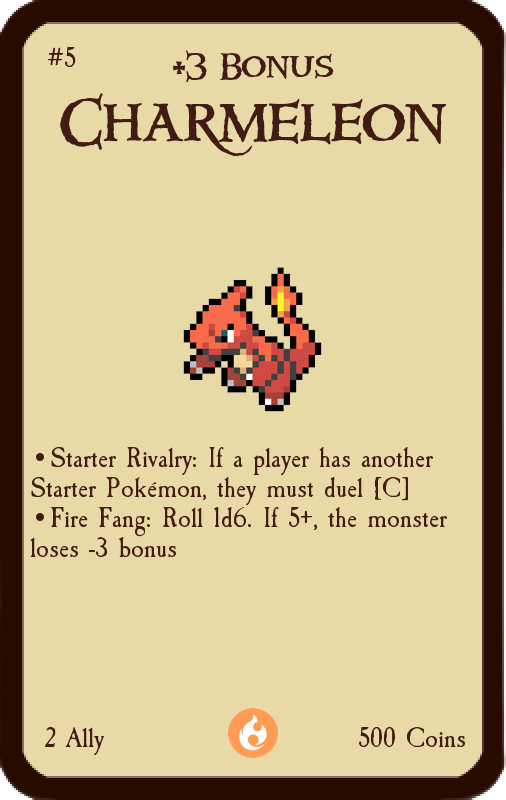 #5
+3 Bonus
Charmeleon
•Starter Rivalry: If a player has another
Starter Pokémon, they must duel [C]
•Fire Fang: Roll 1d6. If 5+, the monster
loses -3 bonus
2 Ally
500 Coins